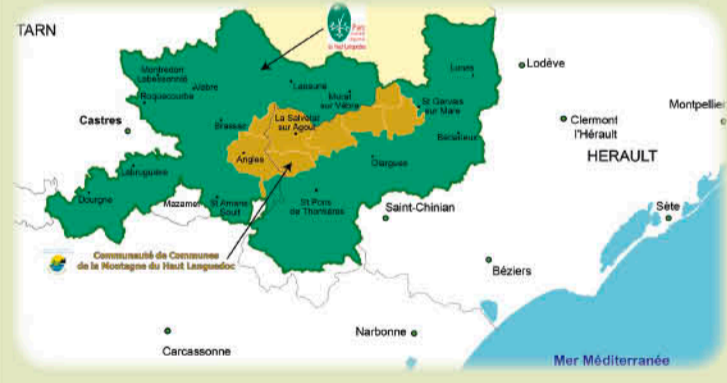 TARN
Parc
Lodève
Montredon
Labessonnié
Vabre
Roquecourbe
Lacaune
Lunas
Murat
sur Vèbre
St Gervais
sur Mare
Montpellier
Castres
Brassac
La Salvetat
sur Agout
Clermont
l'Hérault
HERAULT
Angles
Olargues
Labruguière
Dourgne
Mazamet
St Amans
Soult
St Pons
de Thomières
Saint-Chinian
Sète
Communauté de Communes
de la Montagne du Haut Languedoc
Béziers
Carcassonne
Narbonne
Mer Méditerranée